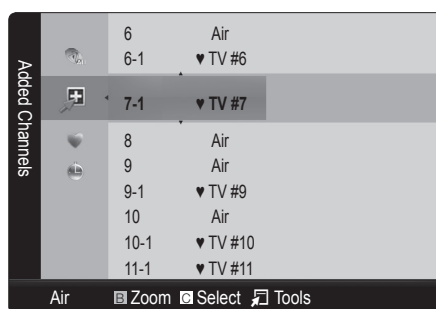 Added Channels
6 Air
6-1 ♥ TV #6
7-1 ♥ TV #7
8 Air
9 Air
9-1 ♥ TV #9
10 Air
10-1 ♥ TV #10
11-1 ♥ TV #11
Air B Zoom C Select Tools